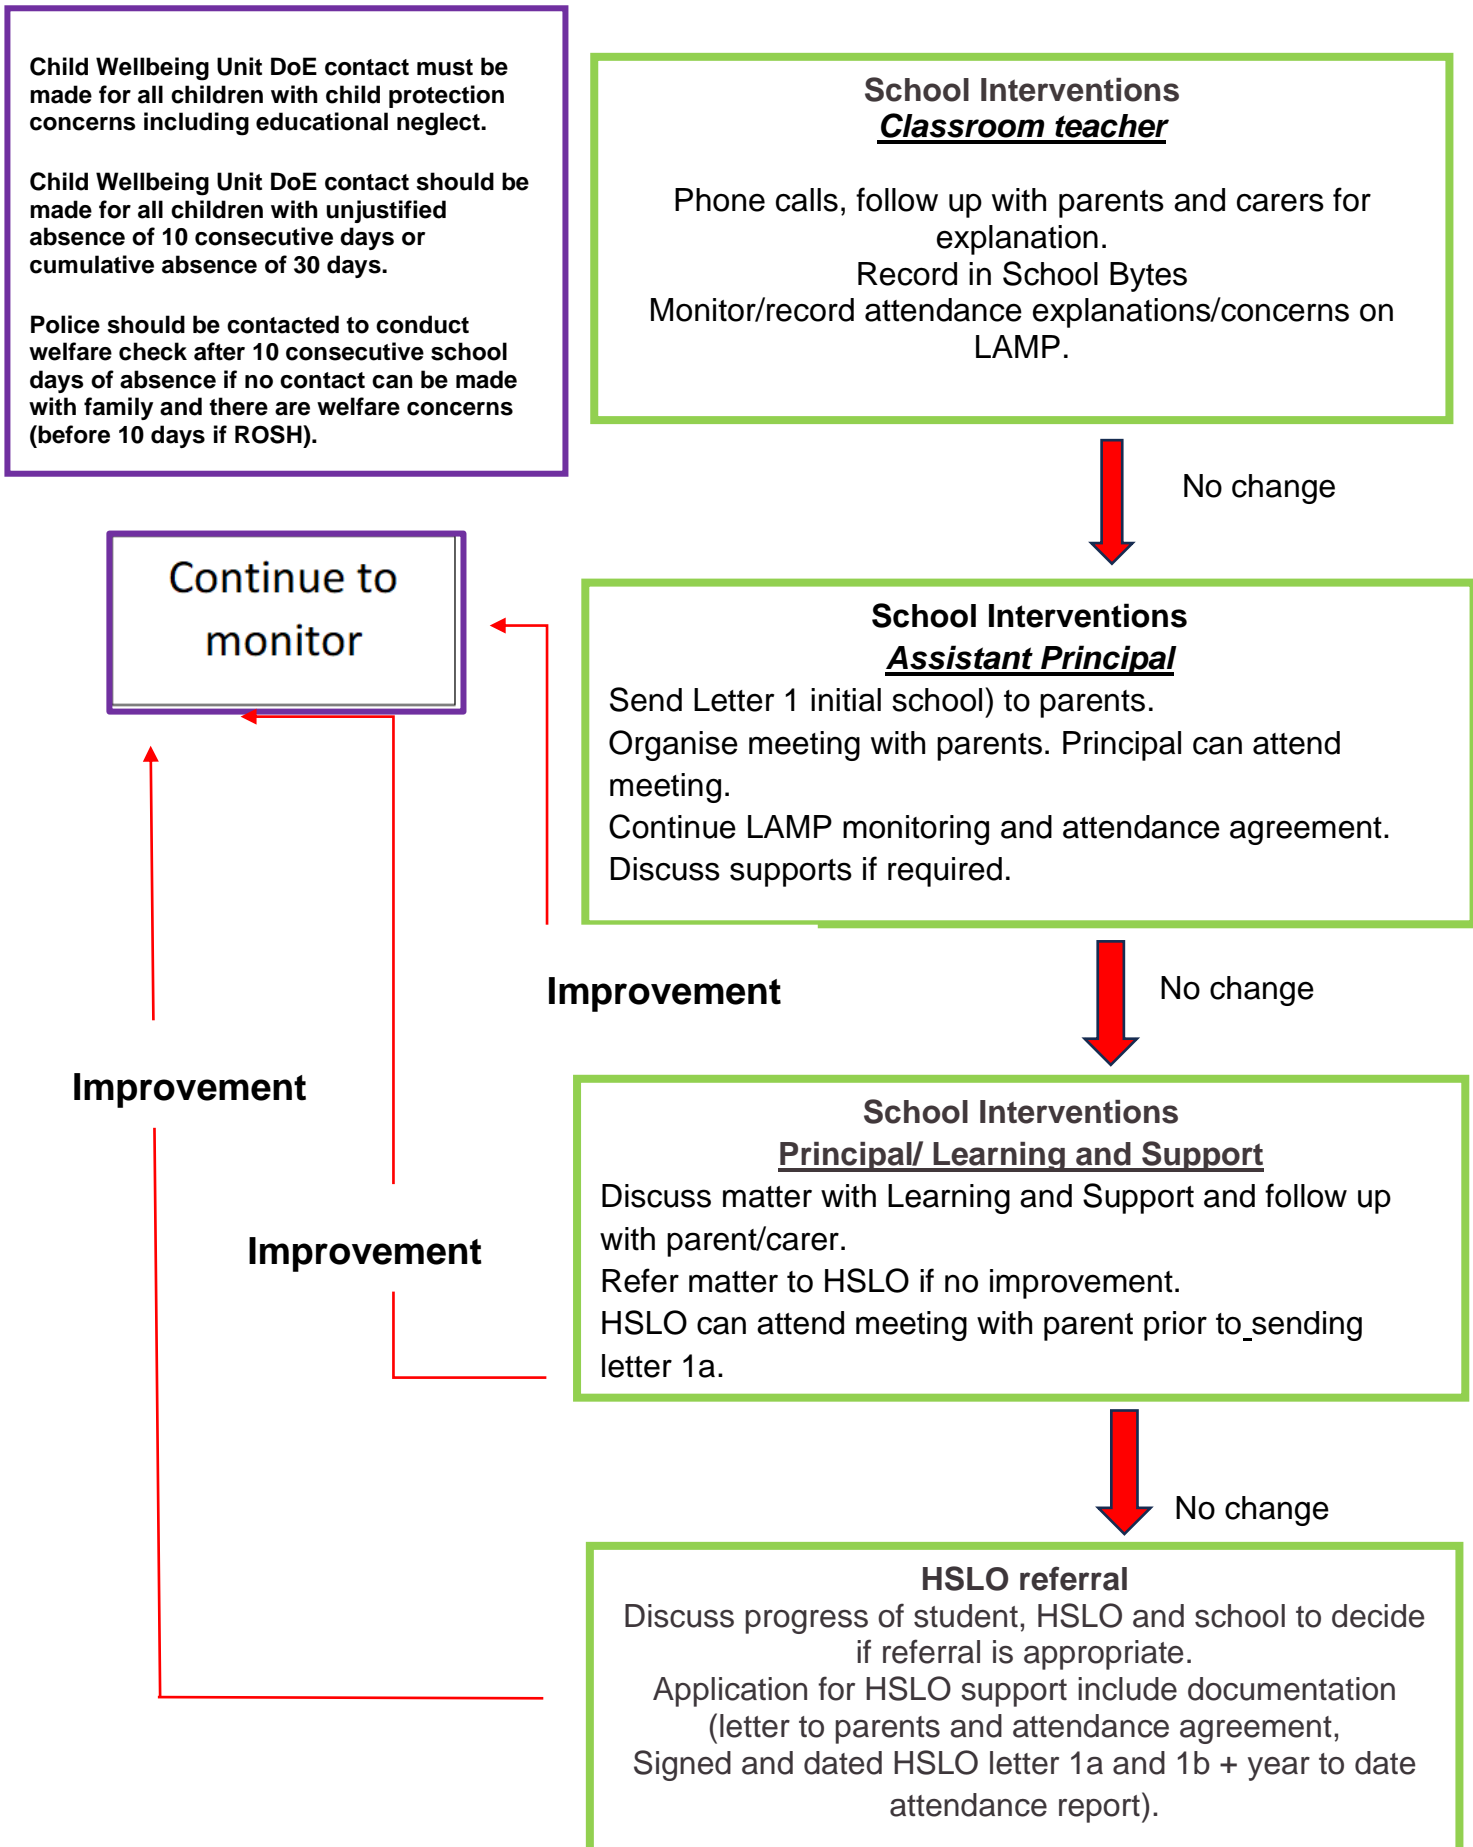 Child Wellbeing Unit DoE contact must be
made for all children with child protection
concerns including educational neglect.
Child Wellbeing Unit DoE contact should be
made for all children with unjustified
absence of 10 consecutive days or
cumulative absence of 30 days.
Police should be contacted to conduct
welfare check after 10 consecutive school
days of absence if no contact can be made
with family and there are welfare concerns
(before 10 days if ROSH).
School Interventions
Classroom teacher
Phone calls, follow up with parents and carers for
explanation.
Record in School Bytes
Monitor/record attendance explanations/concerns on
LAMP.
No change
Continue to
monitor
School Interventions
Assistant Principal
Send Letter 1 initial school) to parents.
Organise meeting with parents. Principal can attend
meeting.
Continue LAMP monitoring and attendance agreement.
Discuss supports if required.
Improvement
No change
Improvement
School Interventions
Principal/ Learning and Support
Discuss matter with Learning and Support and follow up
with parent/carer.
Refer matter to HSLO if no improvement.
HSLO can attend meeting with parent prior to sending
letter 1a.
Improvement
No change
HSLO referral
Discuss progress of student, HSLO and school to decide
if referral is appropriate.
Application for HSLO support include documentation
(letter to parents and attendance agreement,
Signed and dated HSLO letter 1a and 1b + year to date
attendance report).